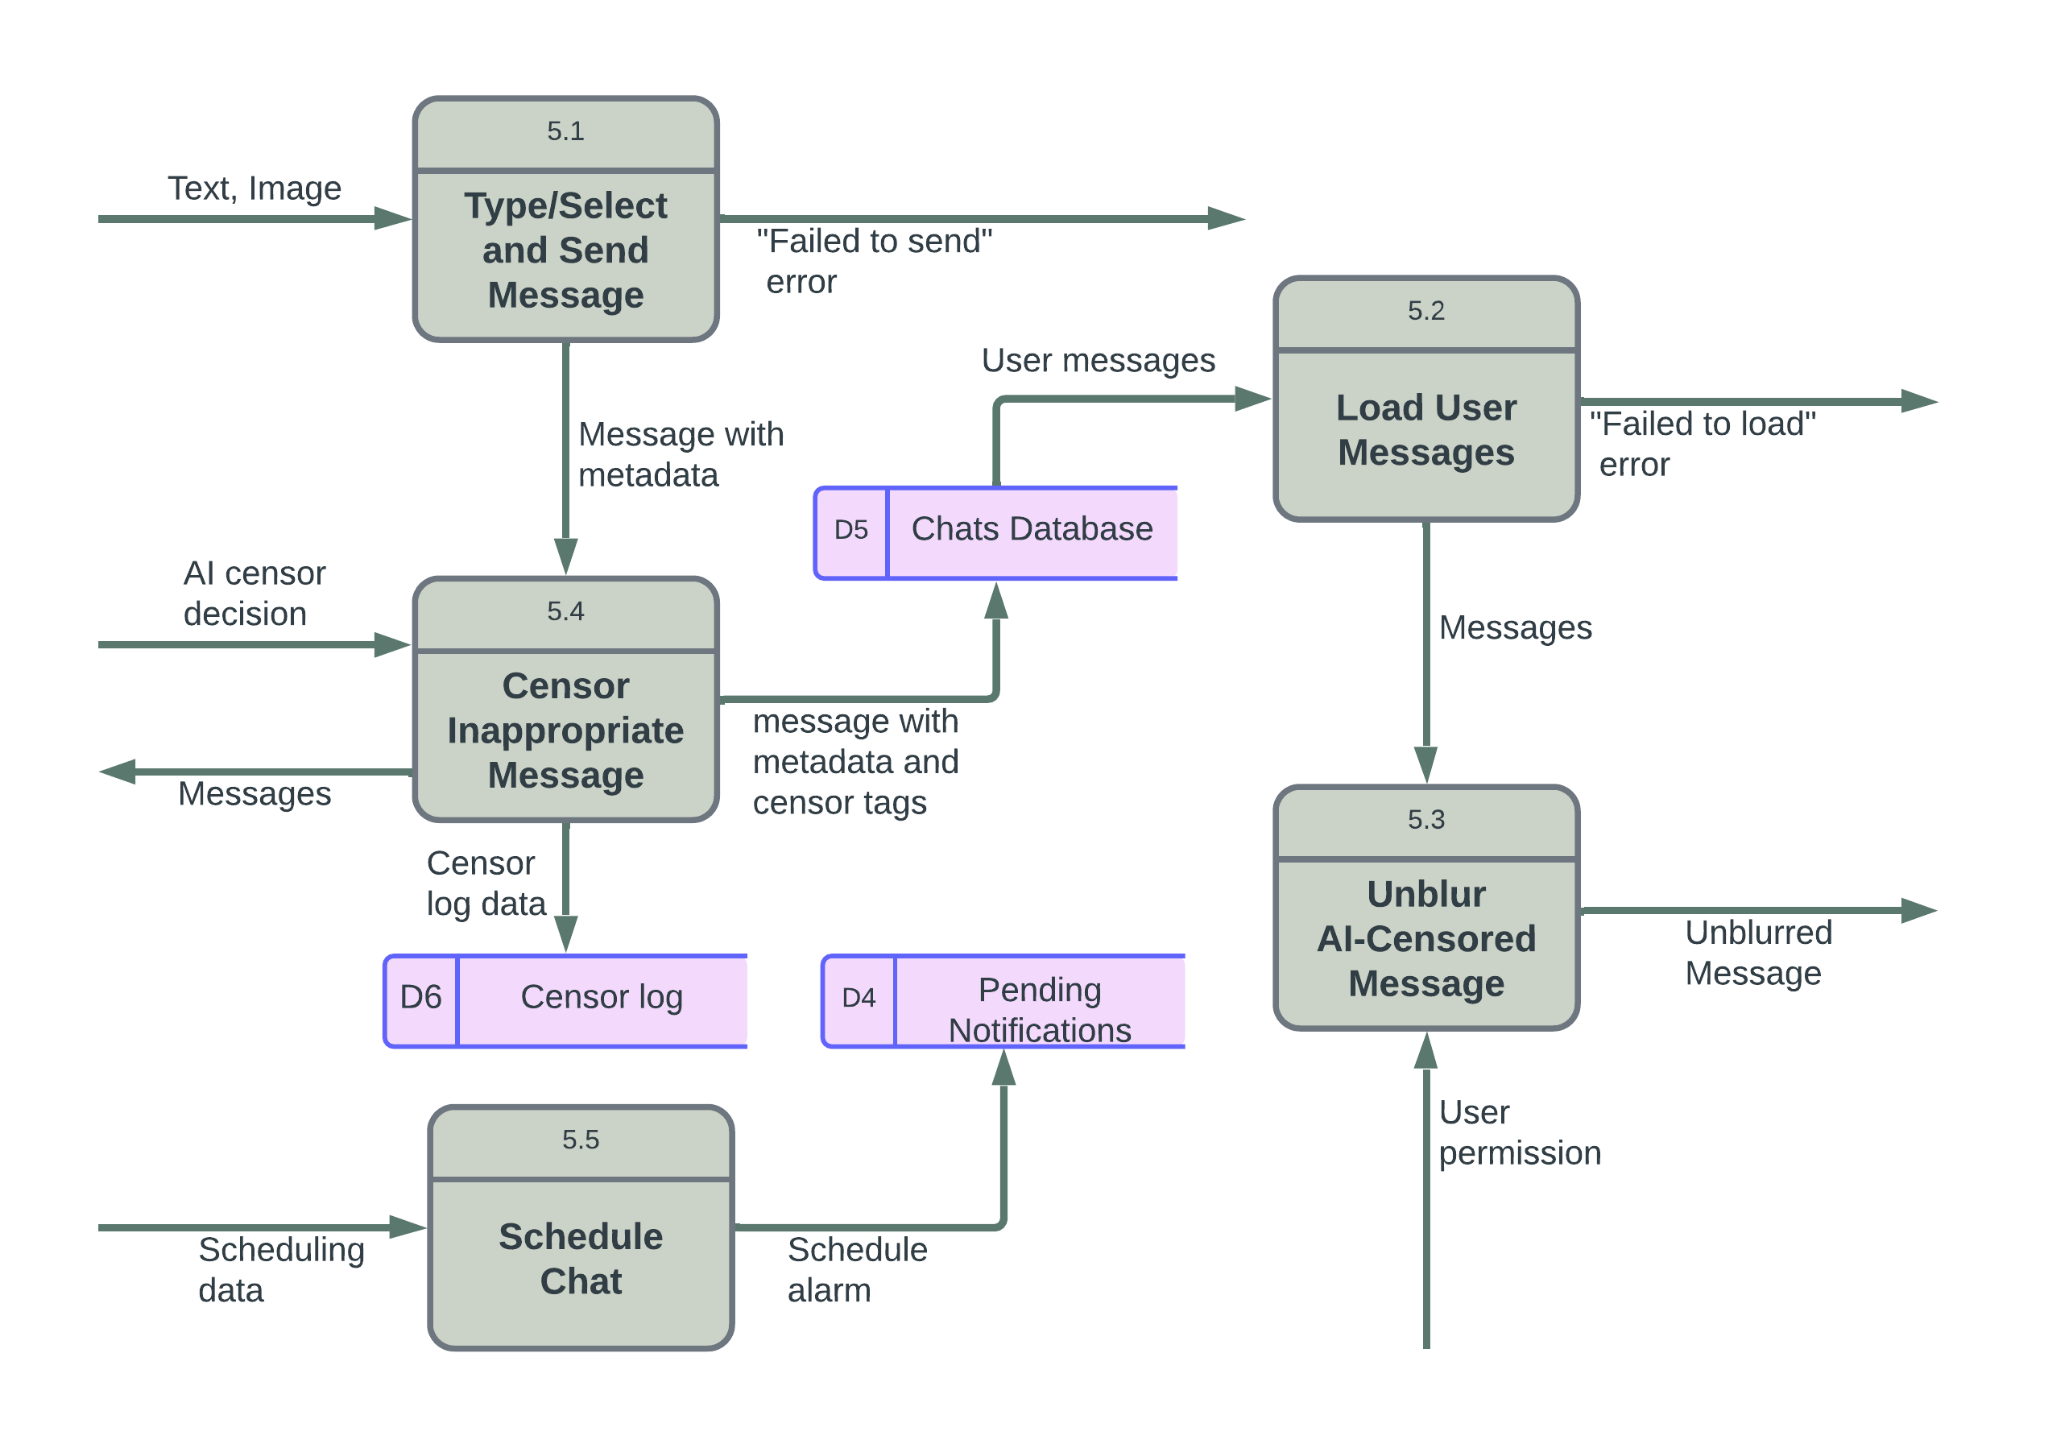 5.1
Type/Select
and Send
Message
Text, Image
"Failed to send"
error
5.2
Load User
Messages
User messages
"Failed to load"
error
Message with
metadata
D5
Chats Database
AI censor
decision
5.4
Censor
Inappropriate
Message
Messages
message with
metadata and
censor tags
Messages
5.3
Unblur
AI-Censored
Message
Unblurred
Message
Censor
log data
D6
Censor log
D4
Pending
Notifications
User
permission
5.5
Schedule
Chat
Scheduling
data
Schedule
alarm